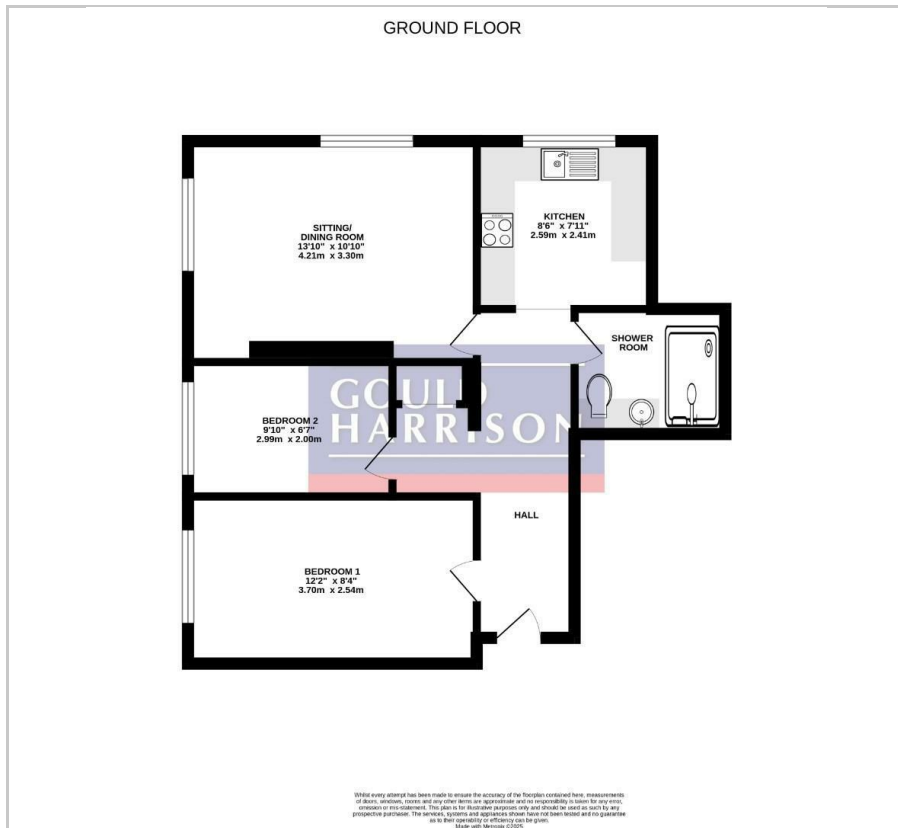 GROUND FLOOR
SITTING/
DINING ROOM
13'10" x 10'10"
4.21m x 3.30m
KITCHEN
8'6" x 7'11"
2.59m x 2.41m
SHOWER
ROOM
GOULD
HARRISON
BEDROOM 2
9'10" x 6'7"
2.99m x 2.00m
HALL
BEDROOM 1
12'2" x 8'4"
3.70m x 2.54m
Whilst every attempt has been made to ensure the accuracy of the floorplan contained here, measurements
of doors, windows, rooms and any other items are approximate and no responsibility is taken for any error,
omission or mis-statement. This plan is for illustrative purposes only and should be used as such by any
prospective purchaser. The services, systems and appliances shown have not been tested and no guarantee
as to their operability or efficiency can be given.
Made with Metropix ©2025